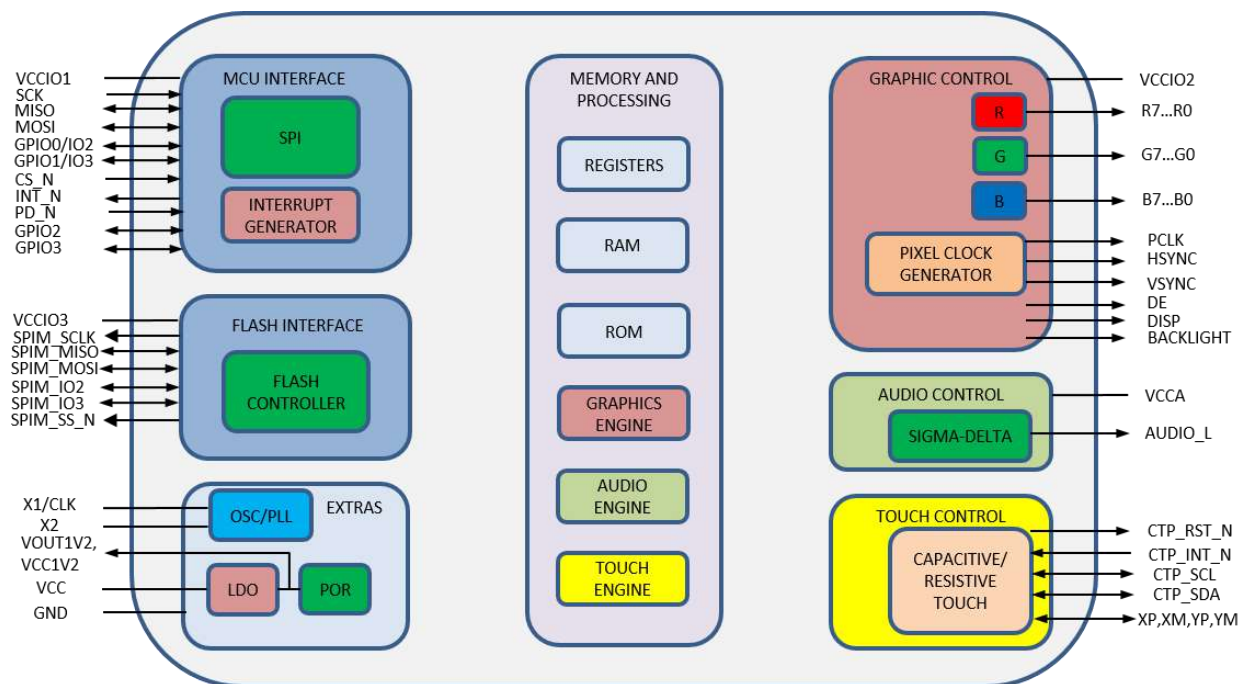 VCCIO1
SCK
MISO
MOSI
GPIO0/IO2
GPIO1/IO3
CS_N
INT_N
PD_N
GPIO2
GPIO3
MCU INTERFACE
SPI
INTERRUPT
GENERATOR
VCCIO3
SPIM_SCLK
SPIM_MISO
SPIM_MOSI
SPIM_IO2
SPIM_IO3
SPIM_SS_N
FLASH INTERFACE
FLASH
CONTROLLER
X1/CLK
X2
VOUT1V2,
VCC1V2
VCC
GND
OSC/PLL
EXTRAS
LDO
POR
MEMORY AND
PROCESSING
REGISTERS
RAM
ROM
GRAPHICS
ENGINE
AUDIO
ENGINE
TOUCH
ENGINE
GRAPHIC CONTROL
R
G
B
PIXEL CLOCK
GENERATOR
VCCIO2
R7...R0
G7...G0
B7...B0
PCLK
HSYNC
VSYNC
DE
DISP
BACKLIGHT
AUDIO CONTROL
SIGMA-DELTA
VCCA
AUDIO_L
TOUCH CONTROL
CAPACITIVE/
RESISTIVE
TOUCH
CTP_RST_N
CTP_INT_N
CTP_SCL
CTP_SDA
XP,XM,YP,YM